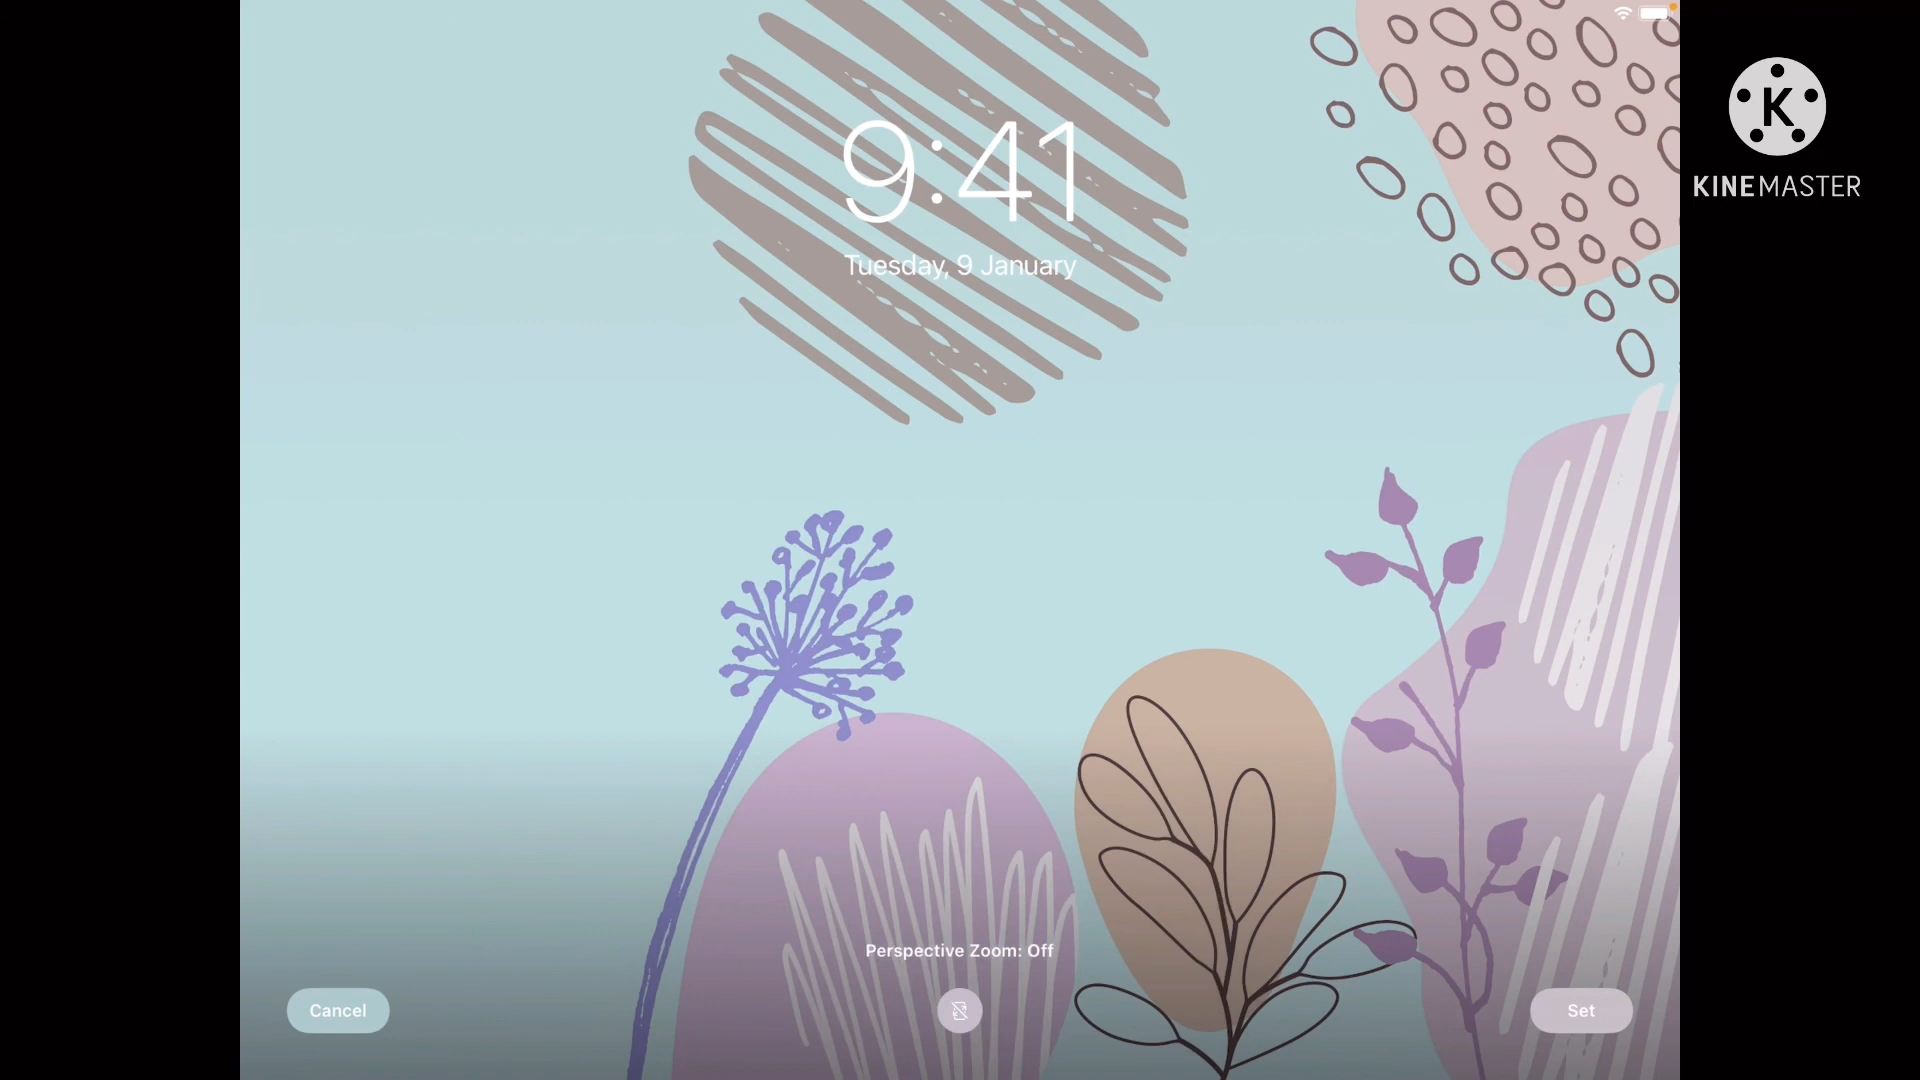 9:41
Tuesday, 9 January
K
KINEMASTER
Perspective Zoom: Off
Cancel
Set